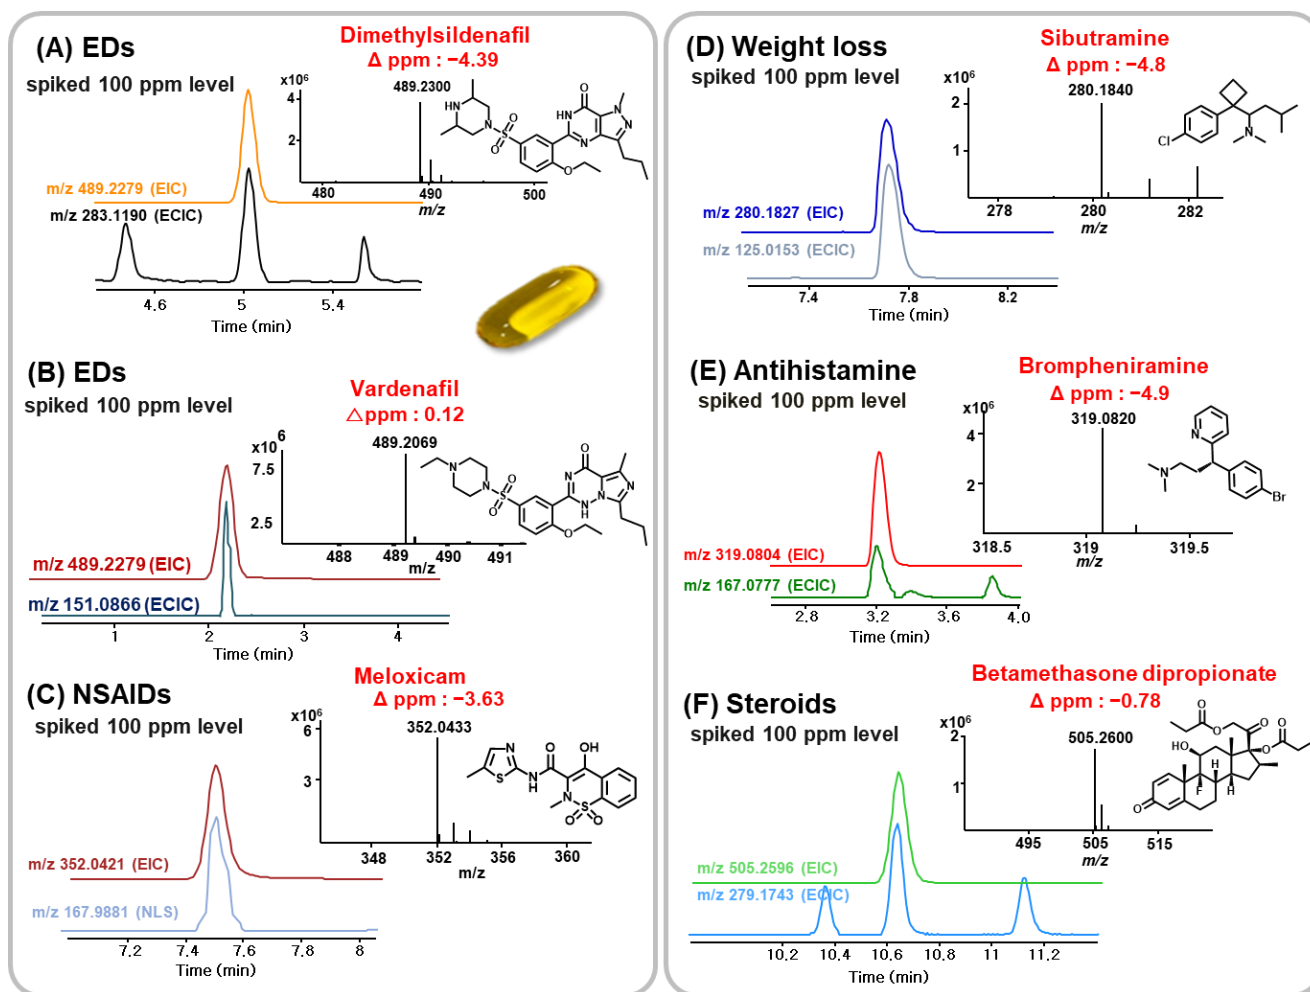 (A) EDs
spiked 100 ppm level
Dimethylsildenafil
Δ ppm : −4.39
x10⁶
4
2
489.2300
480
490
500
m/z
O
N
HN
N
N
HN
N
S
O
O
O
m/z 489.2279 (EIC)
m/z 283.1190 (ECIC)
4.6
5
5.4
Time (min)
(B) EDs
spiked 100 ppm level
Vardenafil
△ppm : 0.12
x10 6
7.5
2.5
489.2069
488
489
490
491
m/z
O
N
N
N
N
N
S
O
O
NH
O
m/z 489.2279 (EIC)
m/z 151.0866 (ECIC)
1
2
3
4
Time (min)
(C) NSAIDs
spiked 100 ppm level
Meloxicam
Δ ppm : −3.63
x10⁶
6
3
352.0433
348
352
356
360
m/z
N
S
O
OH
N
H
N
S
O
O
m/z 352.0421 (EIC)
m/z 167.9881 (NLS)
7.2
7.4
7.6
7.8
8
Time (min)
(D) Weight loss
spiked 100 ppm level
Sibutramine
Δ ppm : −4.8
x10⁶
2
1
280.1840
278
280
282
m/z
Cl
N
m/z 280.1827 (EIC)
m/z 125.0153 (ECIC)
7.4
7.8
8.2
Time (min)
(E) Antihistamine
spiked 100 ppm level
Brompheniramine
Δ ppm : −4.9
x10⁶
4
2
319.0820
318.5
319
319.5
m/z
N
N
Br
m/z 319.0804 (EIC)
m/z 167.0777 (ECIC)
2.8
3.2
3.6
4.0
Time (min)
(F) Steroids
spiked 100 ppm level
Betamethasone dipropionate
Δ ppm : −0.78
x10⁶
2
1
505.2600
495
505
515
m/z
O
O
O
O
O
HO
H
F
H
O
m/z 505.2596 (EIC)
m/z 279.1743 (ECIC)
10.2
10.4
10.6
10.8
11
11.2
Time (min)